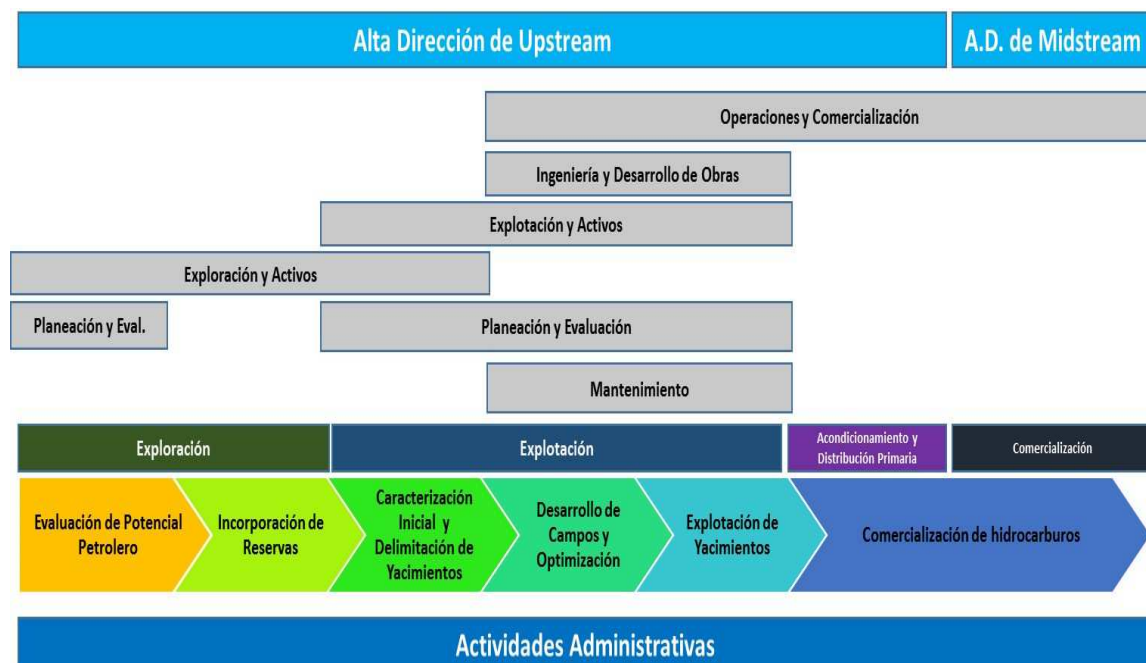 Alta Dirección de Upstream
A.D. de Midstream
Operaciones y Comercialización
Ingeniería y Desarrollo de Obras
Explotación y Activos
Exploración y Activos
Planeación y Eval.
Planeación y Evaluación
Mantenimiento
Exploración
Explotación
Acondicionamiento y
Distribución Primaria
Comercialización
Evaluación de Potencial
Petrolero
Incorporación de
Reservas
Caracterización
Inicial y
Delimitación de
Yacimientos
Desarrollo de
Campos y
Optimización
Explotación de
Yacimientos
Comercialización de hidrocarburos
Actividades Administrativas